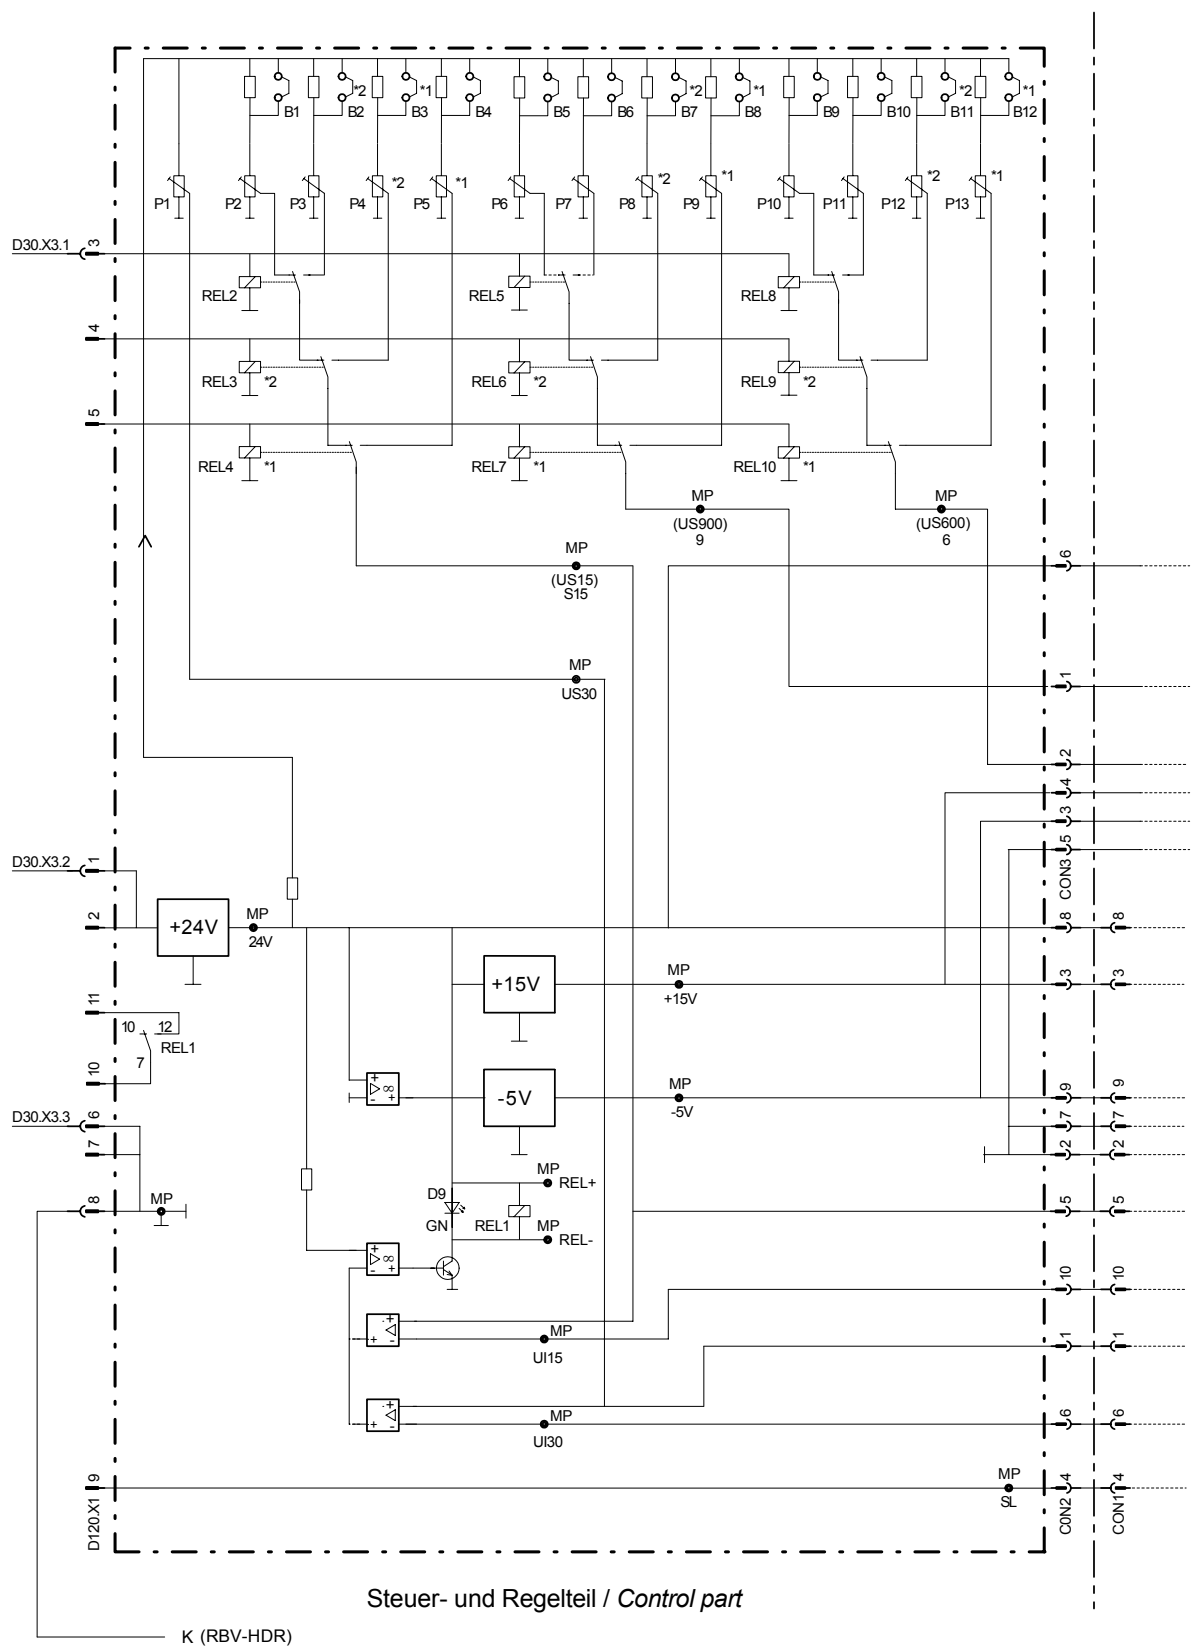 *2 *1 *2 *1 *2 *1
B1 B2 B3 B4 B5 B6 B7 B8 B9 B10 B11 B12
*2 *1 *2 *1 *2 *1
P1 P2 P3 P4 P5 P6 P7 P8 P9 P10 P11 P12 P13
D30.X3.1 3
REL2 REL5 REL8
4
REL3 *2 REL6 *2 REL9 *2
5
REL4 *1 REL7 *1 REL10 *1
MP MP
(US900) (US600)
9 6
MP
(US15)
S15
6
MP
US30
1
2
4
3
5
CON3
D30.X3.2 1
2
+24V
MP
24V
8 8
+15V
MP
+15V
3 3
11
10 12
REL1
7
10
+ - ∞ +
-5V
MP
-5V
9 9
D30.X3.3 6
7
7 7
2 2
8
MP
MP
REL+
D9
GN
REL1
MP
REL-
5 5
+ - ∞ +
10 10
+ + -
MP
UI15
1 1
+ + -
MP
UI30
6 6
9
D120.X1
MP
SL
4 4
C0N2 CON1
Steuer- und Regelteil / Control part
K (RBV-HDR)